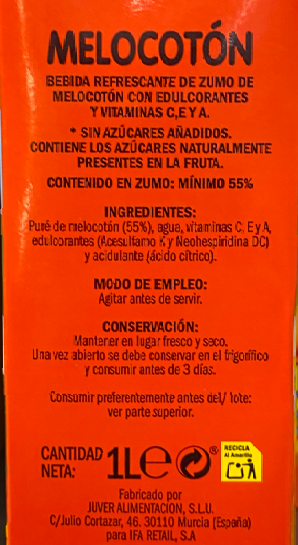 MELOCOTÓN
BEBIDA REFRESCANTE DE ZUMO DE
MELOCOTÓN CON EDULCORANTES
Y VITAMINAS C,E Y A.
* SIN AZÚCARES AÑADIDOS.
CONTIENE LOS AZÚCARES NATURALMENTE
PRESENTES EN LA FRUTA.
CONTENIDO EN ZUMO: MÍNIMO 55%
INGREDIENTES:
Puré de melocotón (55%), agua, vitaminas C, E y A,
edulcorantes (Acesulfamo K y Neohespiridina DC)
y acidulante (ácido cítrico).
MODO DE EMPLEO:
Agitar antes de servir.
CONSERVACIÓN:
Mantener en lugar fresco y seco.
Una vez abierto se debe conservar en el frigorífico
y consumir antes de 3 días.
Consumir preferentemente antes del/ lote:
ver parte superior.
CANTIDAD
NETA: 1L e
RECICLA
Al Amarillo
Fabricado por
JUVER ALIMENTACION, S.L.U.
C/Julio Cortazar, 46. 30110 Murcia (España)
para IFA RETAIL, S.A